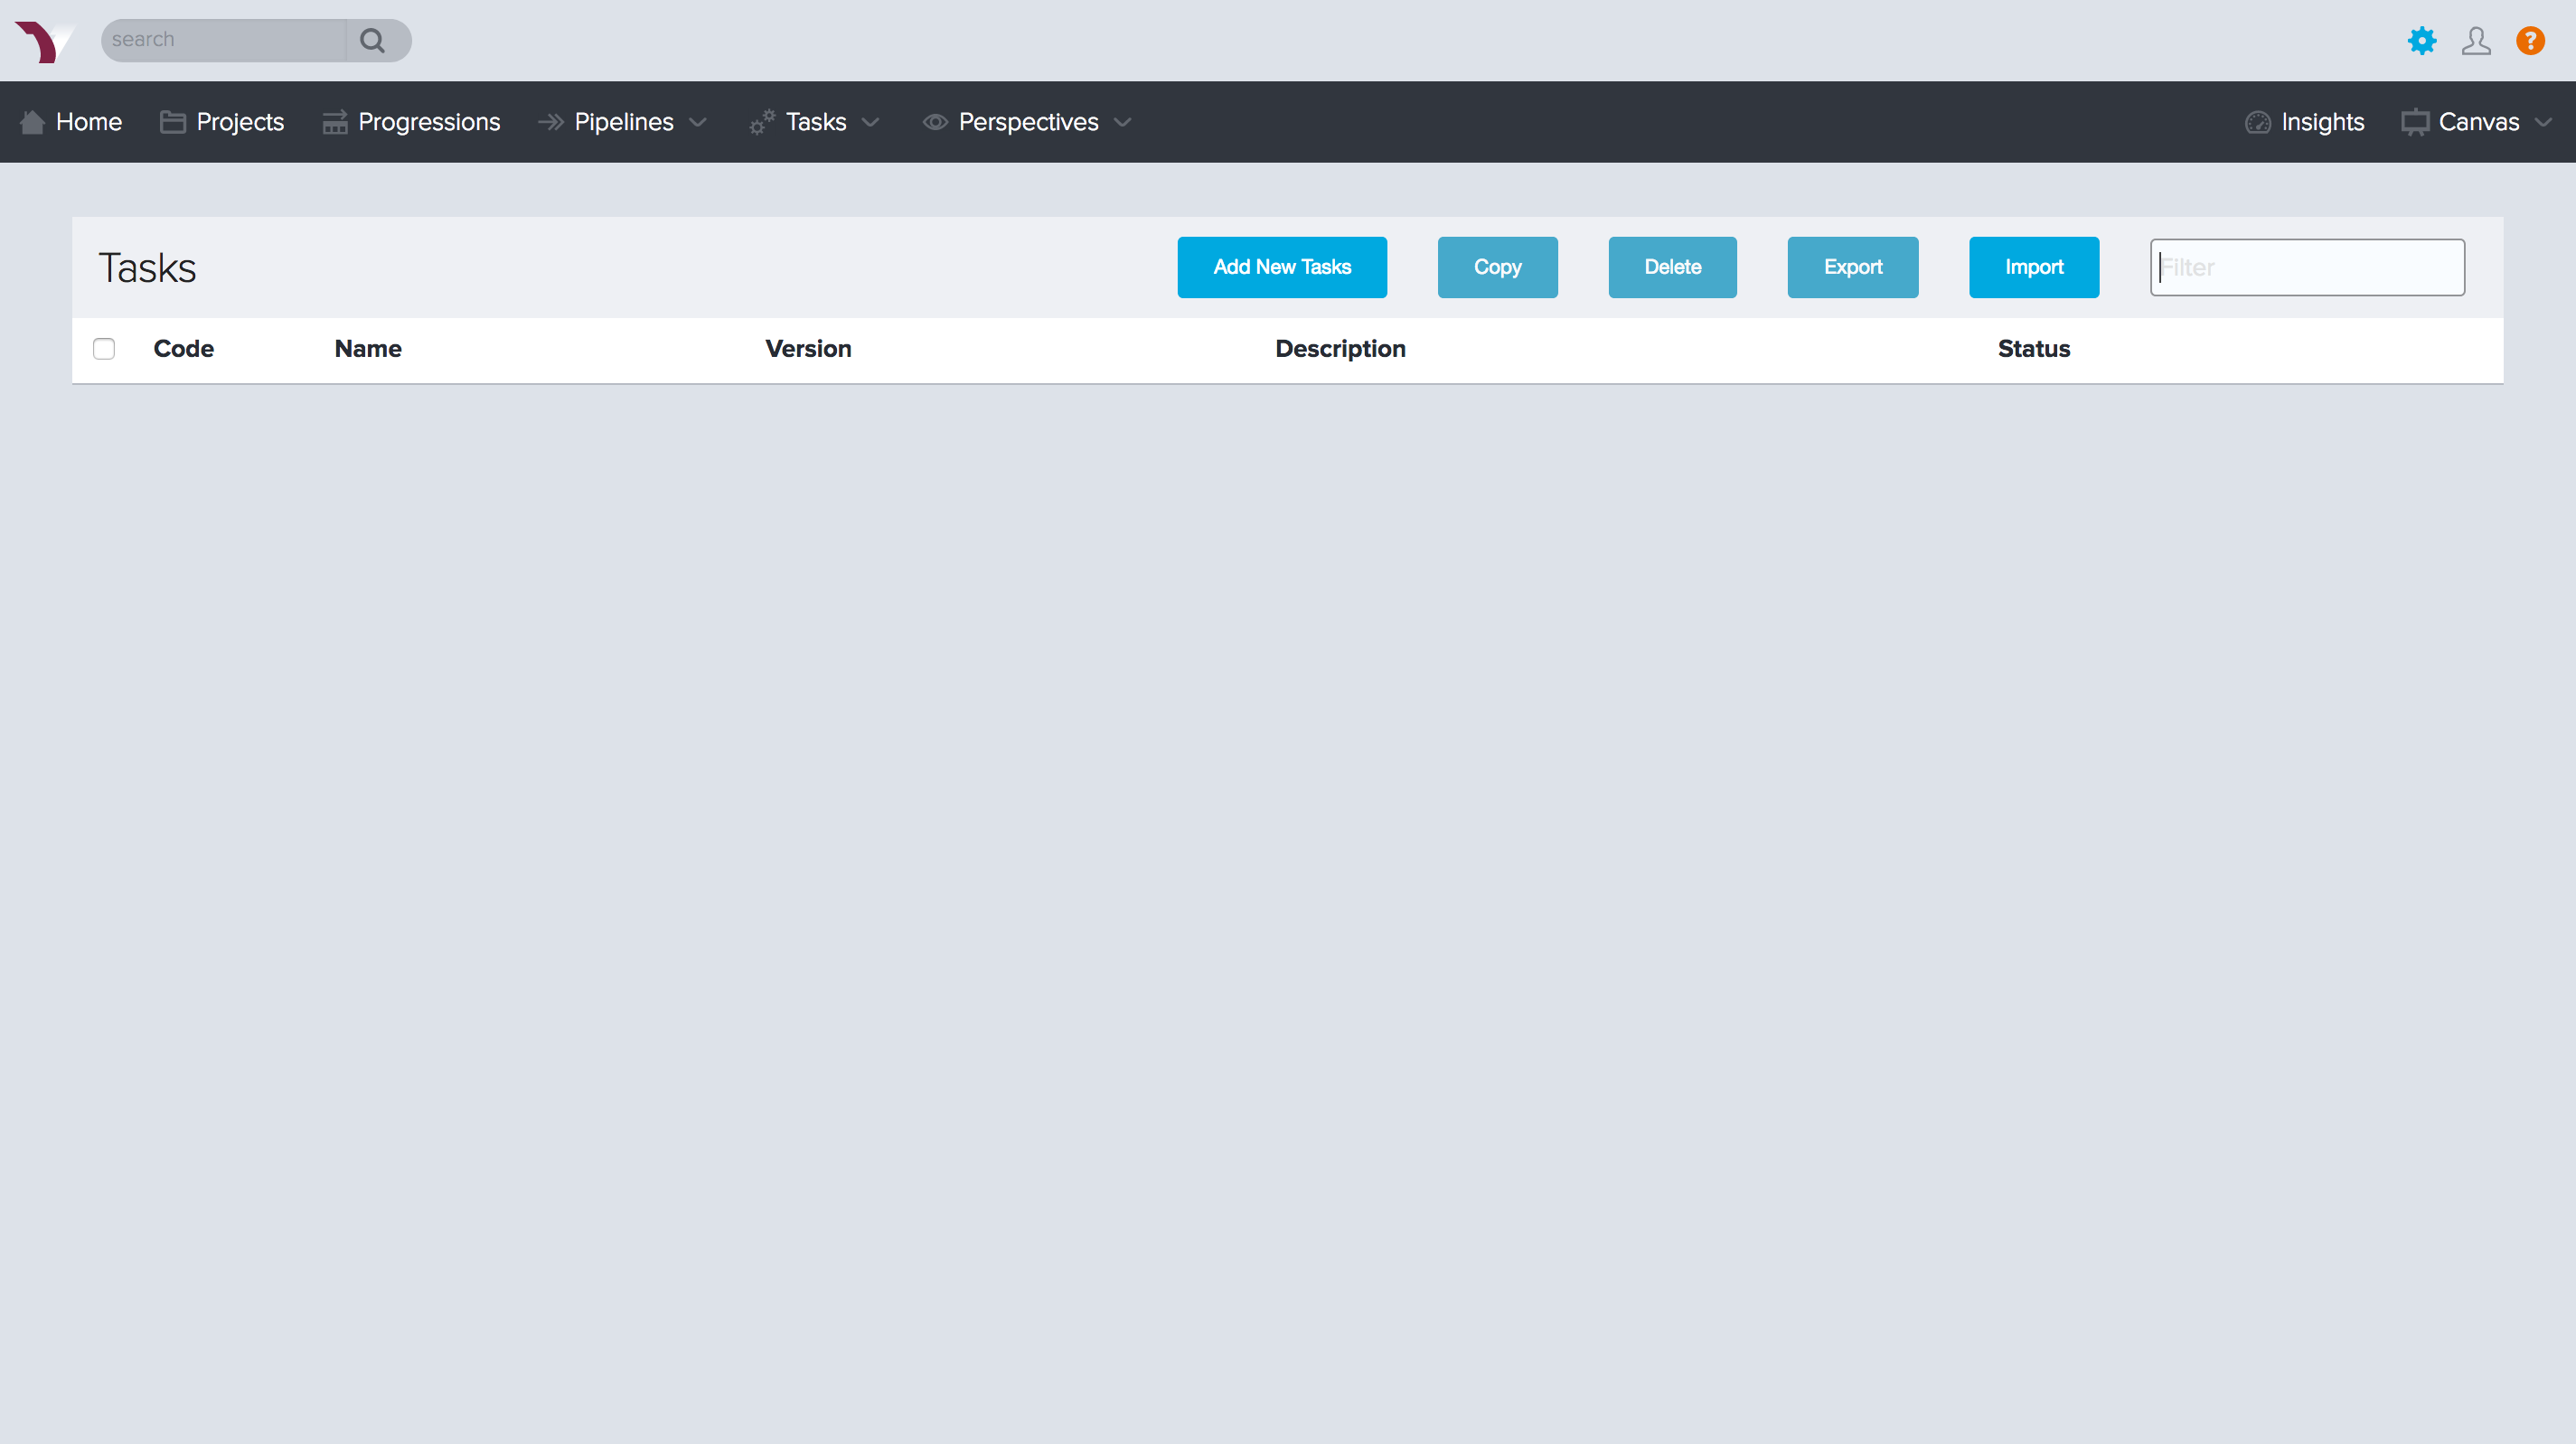 search
Home Projects Progressions Pipelines Tasks Perspectives Insights Canvas
Tasks Add New Tasks Copy Delete Export Import Filter
Code Name Version Description Status